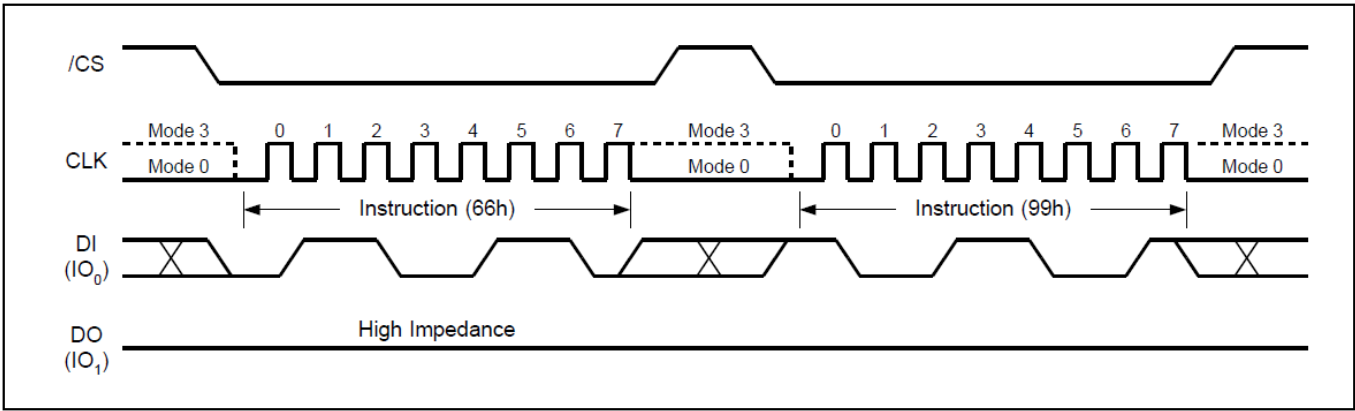 /CS
Mode 3 0 1 2 3 4 5 6 7 Mode 3 0 1 2 3 4 5 6 7 Mode 3
CLK
Mode 0 Mode 0 Mode 0
Instruction (66h) Instruction (99h)
DI
(IO₀)
High Impedance
DO
(IO₁)